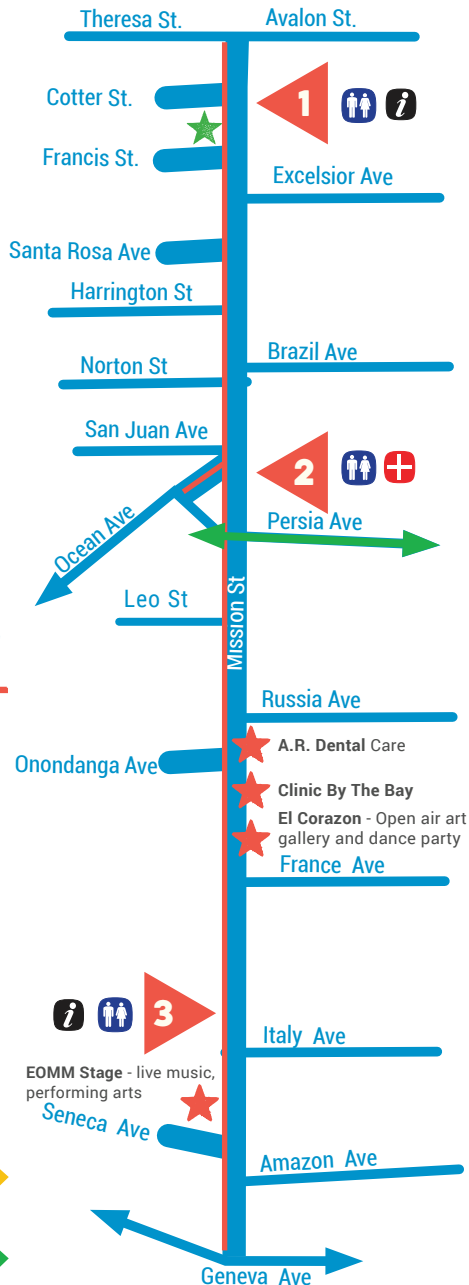 Theresa St.
Avalon St.
Cotter St.
1
i
Francis St.
Excelsior Ave
Santa Rosa Ave
Harrington St
Brazil Ave
Norton St
San Juan Ave
2
Ocean Ave
Persia Ave
Leo St
Mission St
Russia Ave
A.R. Dental Care
Onondanga Ave
Clinic By The Bay
El Corazon - Open air art
gallery and dance party
France Ave
i
3
Italy Ave
EOMM Stage - live music,
performing arts
Seneca Ave
Amazon Ave
Geneva Ave